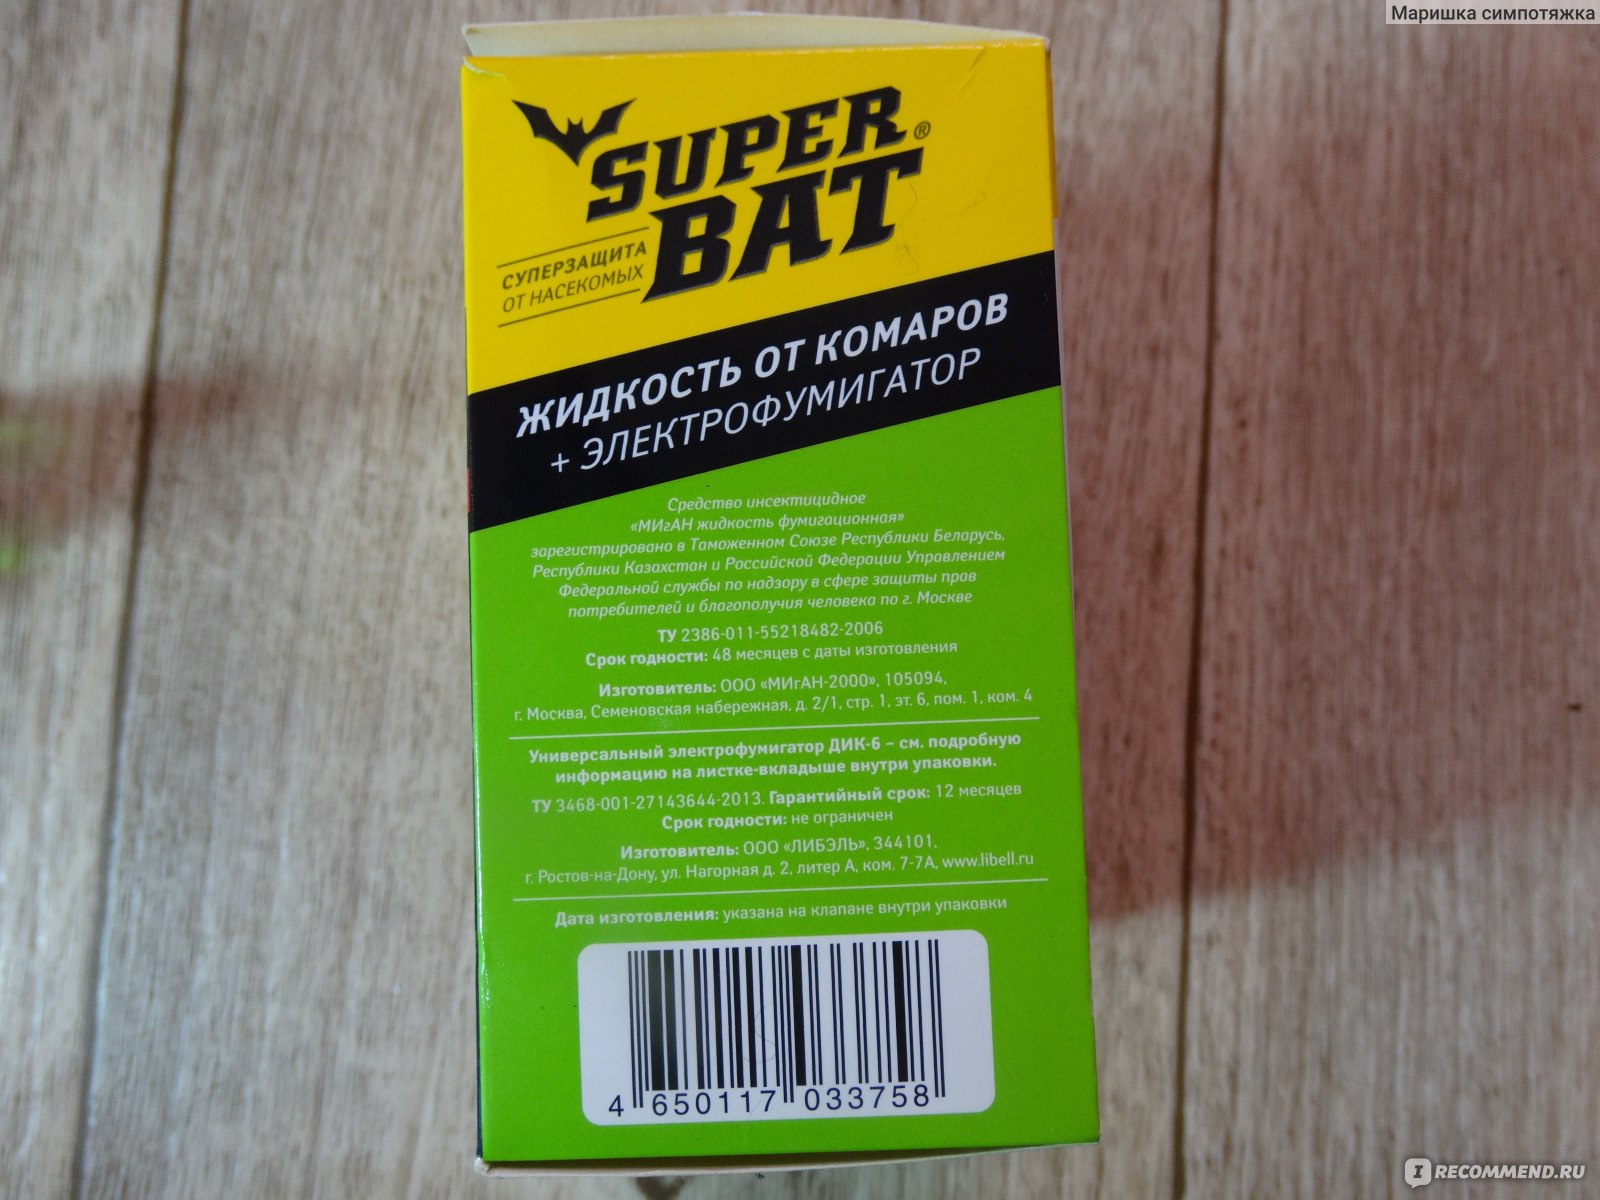 Маришка симпотяжка
SUPER®
BAT
СУПЕРЗАЩИТА
ОТ НАСЕКОМЫХ
ЖИДКОСТЬ ОТ КОМАРОВ
+ ЭЛЕКТРОФУМИГАТОР
Средство инсектицидное
«МИгАН жидкость фумигационная»
зарегистрировано в Таможенном Союзе Республики Беларусь,
Республики Казахстан и Российской Федерации Управлением
Федеральной службы по надзору в сфере защиты прав
потребителей и благополучия человека по г. Москве
ТУ 2386-011-55218482-2006
Срок годности: 48 месяцев с даты изготовления
Изготовитель: ООО «МИгАН-2000», 105094,
г. Москва, Семеновская набережная, д. 2/1, стр. 1, эт. 6, пом. 1, ком. 4
Универсальный электрофумигатор ДИК-6 – см. подробную
информацию на листке-вкладыше внутри упаковки.
ТУ 3468-001-27143644-2013. Гарантийный срок: 12 месяцев
Срок годности: не ограничен
Изготовитель: ООО «ЛИБЭЛЬ», 344101,
г. Ростов-на-Дону, ул. Нагорная д. 2, литер А, ком. 7-7А, www.libell.ru
Дата изготовления: указана на клапане внутри упаковки
4 650117 033758
IRECOMMEND.RU